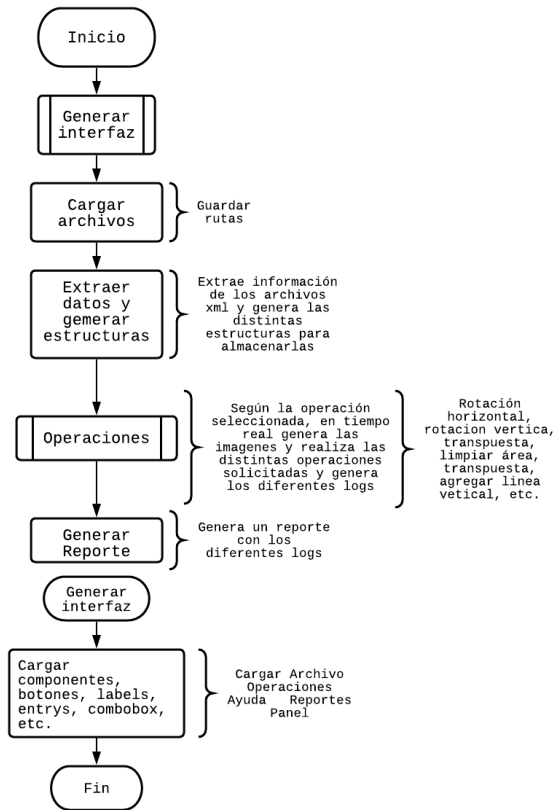 Inicio
Generar
interfaz
Cargar
archivos
Guardar
rutas
Extraer
datos y
gemerar
estructuras
Extrae información
de los archivos
xml y genera las
distintas
estructuras para
almacenarlas
Operaciones
Según la operación
seleccionada, en tiempo
real genera las
imagenes y realiza las
distintas operaciones
solicitadas y genera
los diferentes logs
Rotación
horizontal,
rotacion vertica,
transpuesta,
limpiar área,
transpuesta,
agregar linea
vetical, etc.
Generar
Reporte
Genera un reporte
con los
diferentes logs
Generar
interfaz
Cargar
componentes,
botones, labels,
entrys, combobox,
etc.
Cargar Archivo
Operaciones
Ayuda Reportes
Panel
Fin